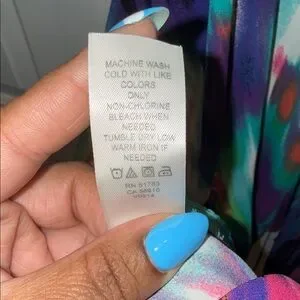 MACHINE WASH
COLD WITH LIKE
COLORS
ONLY
NON-CHLORINE
BLEACH WHEN
NEEDED
TUMBLE DRY LOW
WARM IRON IF
NEEDED
RN 51783